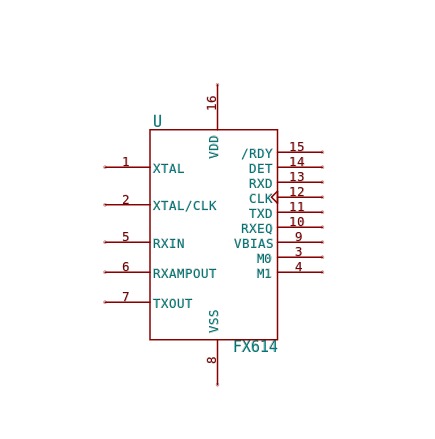 16
U
VDD
1 XTAL
2 XTAL/CLK
5 RXIN
6 RXAMPOUT
7 TXOUT
/RDY 15
DET 14
RXD 13
CLK 12
TXD 11
RXEQ 10
VBIAS 9
M0 3
M1 4
VSS
FX614
8